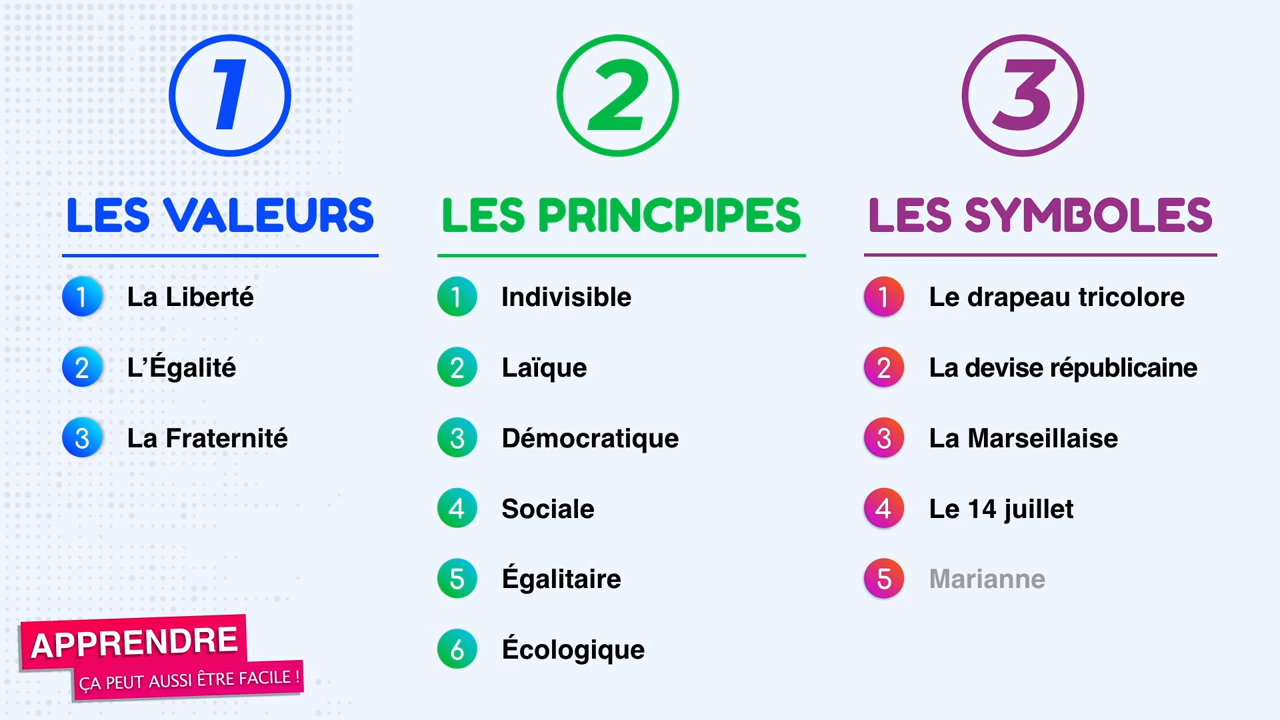 1
LES VALEURS
1 La Liberté
2 L’Égalité
3 La Fraternité
2
LES PRINCPIPES
1 Indivisible
2 Laïque
3 Démocratique
4 Sociale
5 Égalitaire
6 Écologique
3
LES SYMBOLES
1 Le drapeau tricolore
2 La devise républicaine
3 La Marseillaise
4 Le 14 juillet
5 Marianne
APPRENDRE
ÇA PEUT AUSSI ÊTRE FACILE !